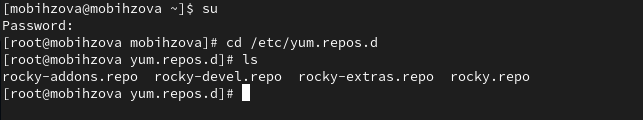 [mobihzova@mobihzova ~]$ su
Password:
[root@mobihzova mobihzova]# cd /etc/yum.repos.d
[root@mobihzova yum.repos.d]# ls
rocky-addons.repo  rocky-devel.repo  rocky-extras.repo  rocky.repo
[root@mobihzova yum.repos.d]#